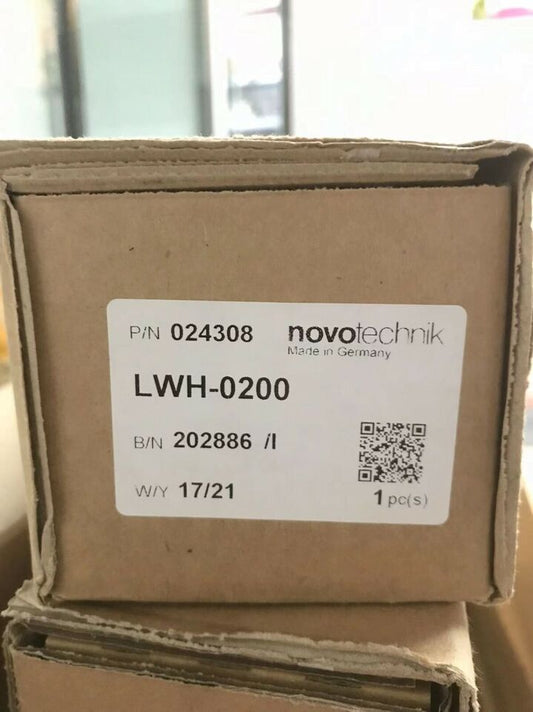 P/N 024308 novotechnik
Made in Germany
LWH-0200
B/N 202886 /I
W/Y 17/21
1 pc(s)